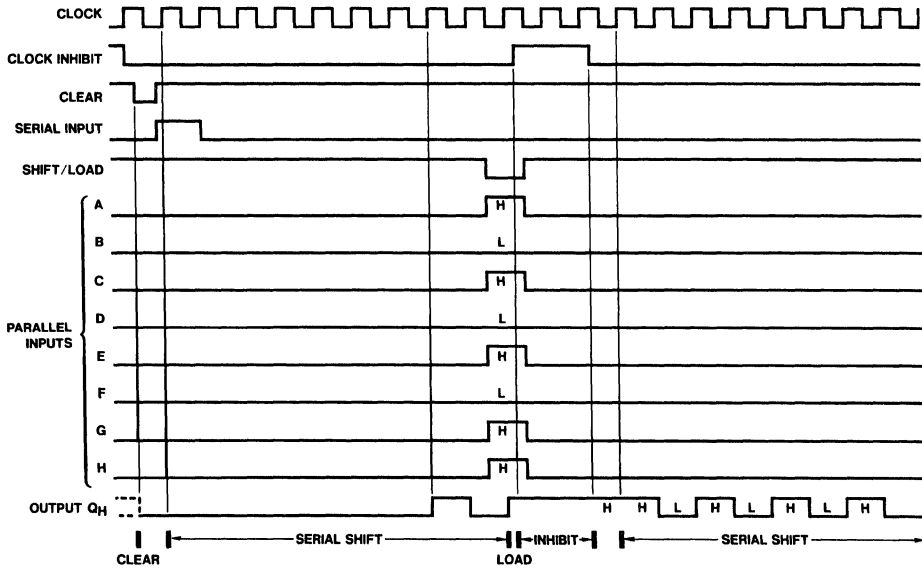 CLOCK
CLOCK INHIBIT
CLEAR
SERIAL INPUT
SHIFT/LOAD
PARALLEL
INPUTS
A H
B L
C H
D L
E H
F L
G H
H H
OUTPUT QH H H L H L H L H
SERIAL SHIFT INHIBIT SERIAL SHIFT
CLEAR LOAD